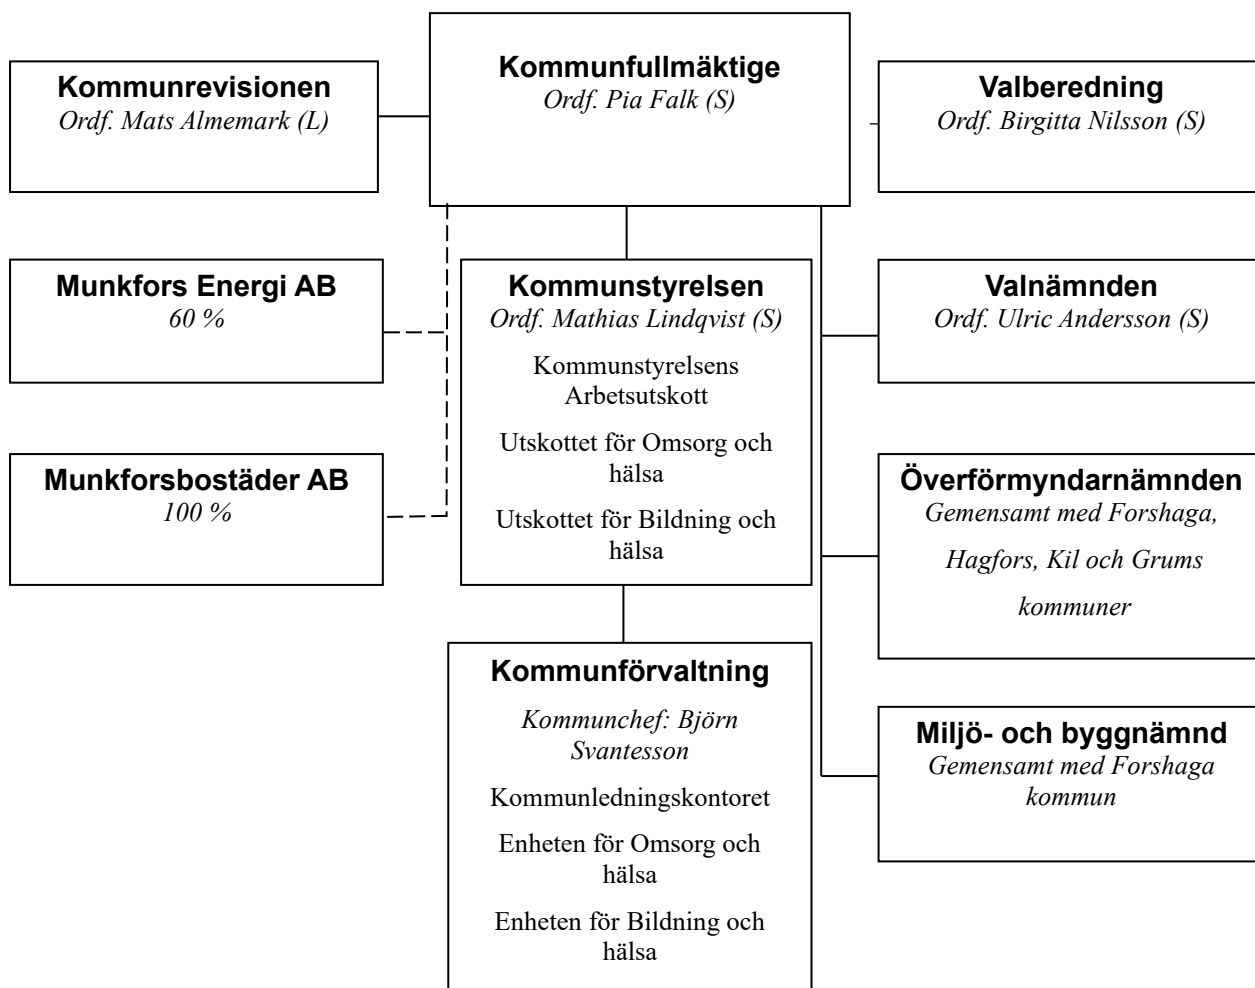 Kommunfullmäktige
Ordf. Pia Falk (S)
Kommunrevisionen
Ordf. Mats Almemark (L)
Valberedning
Ordf. Birgitta Nilsson (S)
Munkfors Energi AB
60 %
Kommunstyrelsen
Ordf. Mathias Lindqvist (S)
Kommunstyrelsens
Arbetsutskott
Utskottet för Omsorg och
hälsa
Utskottet för Bildning och
hälsa
Valnämnden
Ordf. Ulric Andersson (S)
Munkforsbostäder AB
100 %
Överförmyndarnämnden
Gemensamt med Forshaga,
Hagfors, Kil och Grums
kommuner
Kommunförvaltning
Kommunchef: Björn
Svantesson
Kommunledningskontoret
Enheten för Omsorg och
hälsa
Enheten för Bildning och
hälsa
Miljö- och byggnämnd
Gemensamt med Forshaga
kommun